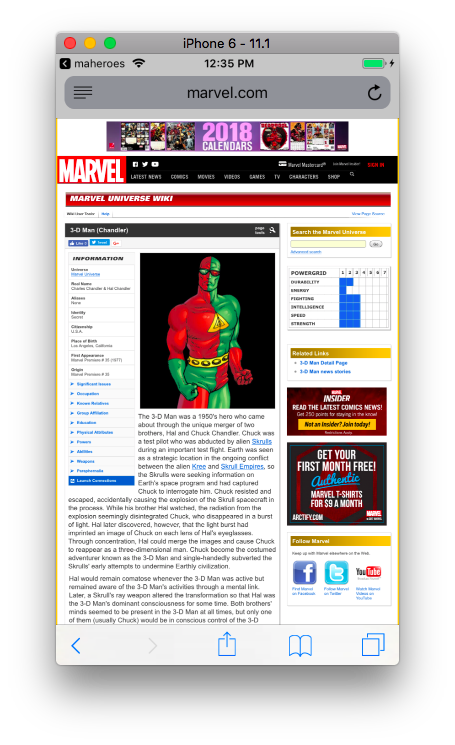 iPhone 6 - 11.1
maheroes
12:35 PM
marvel.com
2018
CALENDARS
MARVEL
Marvel Mastercard®
SIGN IN
LATEST NEWS COMICS MOVIES VIDEOS GAMES TV CHARACTERS SHOP
MARVEL UNIVERSE WIKI
Wiki User Tools: | Help |
View Page Source
3-D Man (Chandler)
page
tools
Like
Tweet
G+
INFORMATION
Universe
Marvel Universe
Real Name
Charles Chandler & Hal Chandler
Aliases
None
Identity
Secret
Citizenship
U.S.A.
Place of Birth
Los Angeles, California
First Appearance
Marvel Premiere # 35 (1977)
Origin
Marvel Premiere # 35
Significant Issues
Occupation
Known Relatives
Group Affiliation
Education
Physical Attributes
Powers
Abilities
Weapons
Paraphernalia
Launch Connections
The 3-D Man was a 1950's hero who came
about through the unique merger of two
brothers, Hal and Chuck Chandler. Chuck was
a test pilot who was abducted by alien Skrulls
during an important test flight. Earth was seen
as a strategic location in the ongoing conflict
between the alien Kree and Skrull Empires, so
the Skrulls were seeking information on
Earth's space program and had captured
Chuck to interrogate him. Chuck resisted and
escaped, accidentally causing the explosion of the Skrull spacecraft in
the process. While his brother Hal watched, the radiation from the
explosion seemingly disintegrated Chuck, who disappeared in a burst
of light. Hal later discovered, however, that the light burst had
imprinted an image of Chuck on each lens of Hal's eyeglasses.
Through concentration, Hal could merge the images and cause Chuck
to reappear as a three-dimensional man. Chuck become the costumed
adventurer known as the 3-D Man and single-handedly subverted the
Skrulls' early attempts to undermine Earthly civilization.
Hal would remain comatose whenever the 3-D Man was active but
remained aware of the 3-D Man's activities through a mental link.
Later, a Skrull's ray weapon altered the transformation so that Hal was
the 3-D Man's dominant consciousness for some time. Both brothers'
minds seemed to be present in the 3-D Man at all times, but only one
of them (usually Chuck) would be in conscious control of the 3-D
Search the Marvel Universe
Advanced search
POWERGRID 1 2 3 4 5 6 7
DURABILITY
ENERGY
FIGHTING
INTELLIGENCE
SPEED
STRENGTH
Related Links
3-D Man Detail Page
3-D Man news stories
MARVEL
INSIDER
READ THE LATEST COMICS NEWS!
Get 250 points for staying in the know!
Not an Insider? Join today!
Restrictions Apply
GET YOUR
FIRST MONTH FREE!
Authentic
MARVEL T-SHIRTS
FOR $9 A MONTH
ARCTIFY.COM
MARVEL
Follow Marvel
Keep up with Marvel elsewhere on the Web.
YouTube
Find Marvel
on Facebook
Follow Marvel
on Twitter
Watch Marvel
Videos on
YouTube